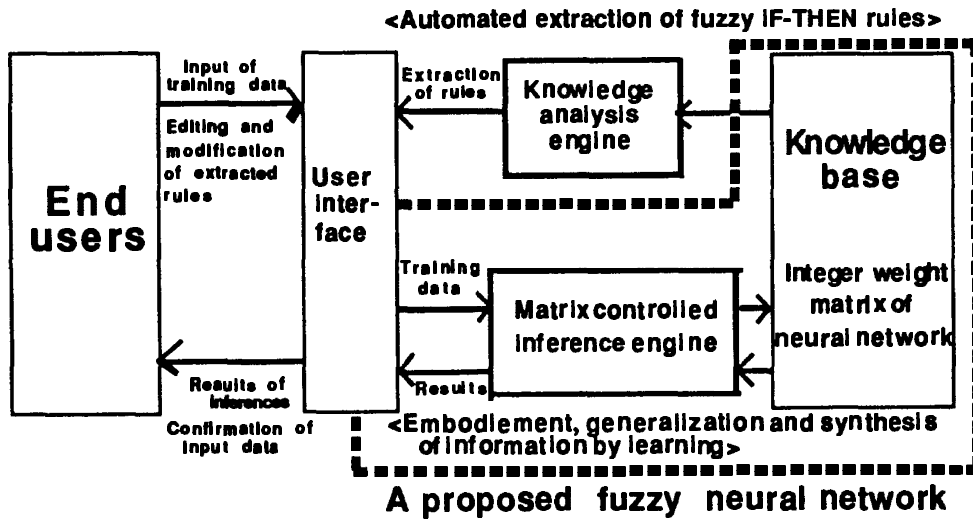 <Automated extraction of fuzzy IF-THEN rules>
Input of
training data
Editing and
modification
of extracted
rules
End
users
User
inter-
face
Extraction
of rules
Knowledge
analysis
engine
Knowledge
base
Integer weight
matrix of
neural network
Training
data
Matrix controlled
inference engine
Results
Results of
inferences
Confirmation of
input data
<Embodiement, generalization and synthesis
of information by learning>
A proposed fuzzy neural network